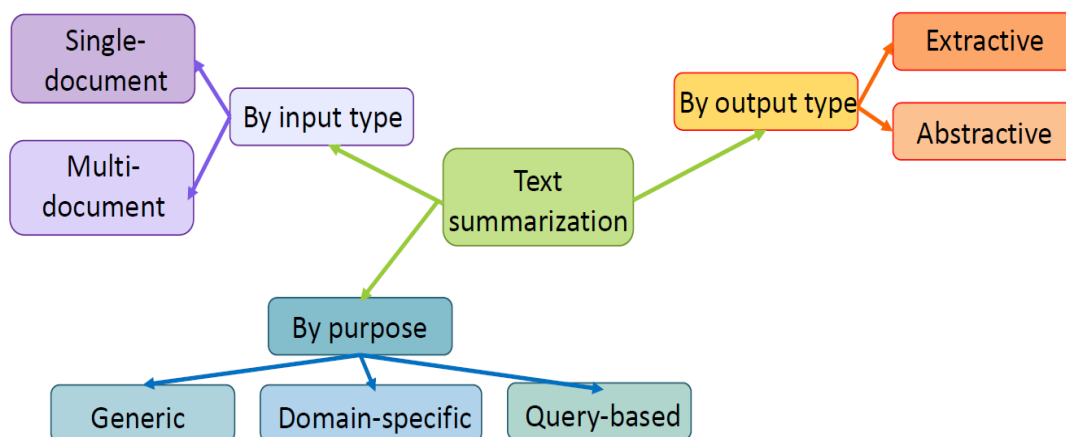 Single-
document
Multi-
document
By input type
Text
summarization
By output type
Extractive
Abstractive
By purpose
Generic
Domain-specific
Query-based